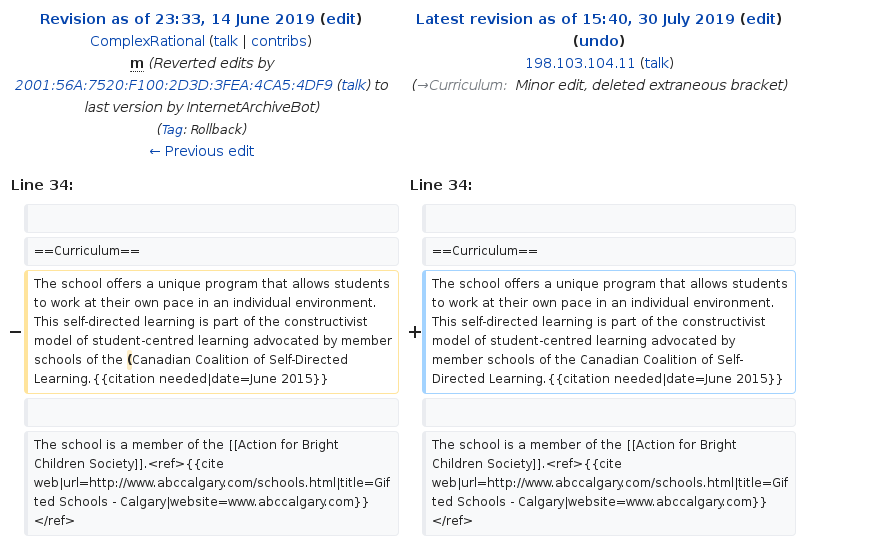 Revision as of 23:33, 14 June 2019 (edit)
ComplexRational (talk | contribs)
m (Reverted edits by
2001:56A:7520:F100:2D3D:3FEA:4CA5:4DF9 (talk) to
last version by InternetArchiveBot)
(Tag: Rollback)
← Previous edit
Latest revision as of 15:40, 30 July 2019 (edit)
(undo)
198.103.104.11 (talk)
(→Curriculum: Minor edit, deleted extraneous bracket)
Line 34:
Line 34:
==Curriculum==
==Curriculum==
−
The school offers a unique program that allows students
to work at their own pace in an individual environment.
This self-directed learning is part of the constructivist
model of student-centred learning advocated by member
schools of the (Canadian Coalition of Self-Directed
Learning.{{citation needed|date=June 2015}}
+
The school offers a unique program that allows students
to work at their own pace in an individual environment.
This self-directed learning is part of the constructivist
model of student-centred learning advocated by
member schools of the Canadian Coalition of Self-
Directed Learning.{{citation needed|date=June 2015}}
The school is a member of the [[Action for Bright
Children Society]].<ref>{{cite
web|url=http://www.abccalgary.com/schools.html|title=Gif
ted Schools - Calgary|website=www.abccalgary.com}}
</ref>
The school is a member of the [[Action for Bright
Children Society]].<ref>{{cite
web|url=http://www.abccalgary.com/schools.html|title=Gif
ted Schools - Calgary|website=www.abccalgary.com}}
</ref>